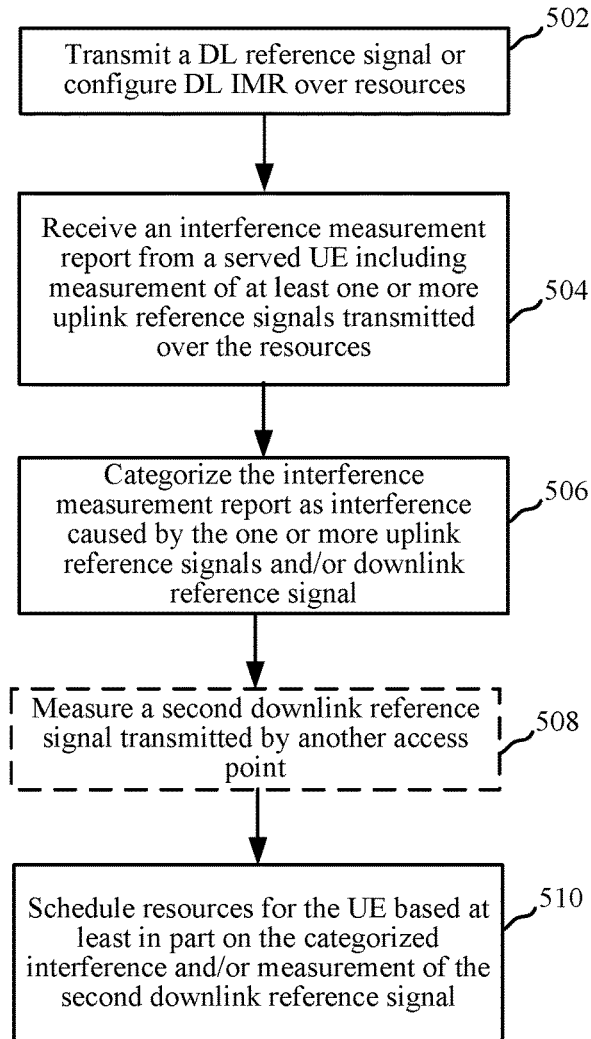 502
Transmit a DL reference signal or
configure DL IMR over resources
Receive an interference measurement
report from a served UE including
measurement of at least one or more
uplink reference signals transmitted
over the resources
504
Categorize the interference
measurement report as interference
caused by the one or more uplink
reference signals and/or downlink
reference signal
506
Measure a second downlink reference
signal transmitted by another access
point
508
Schedule resources for the UE based at
least in part on the categorized
interference and/or measurement of the
second downlink reference signal
510